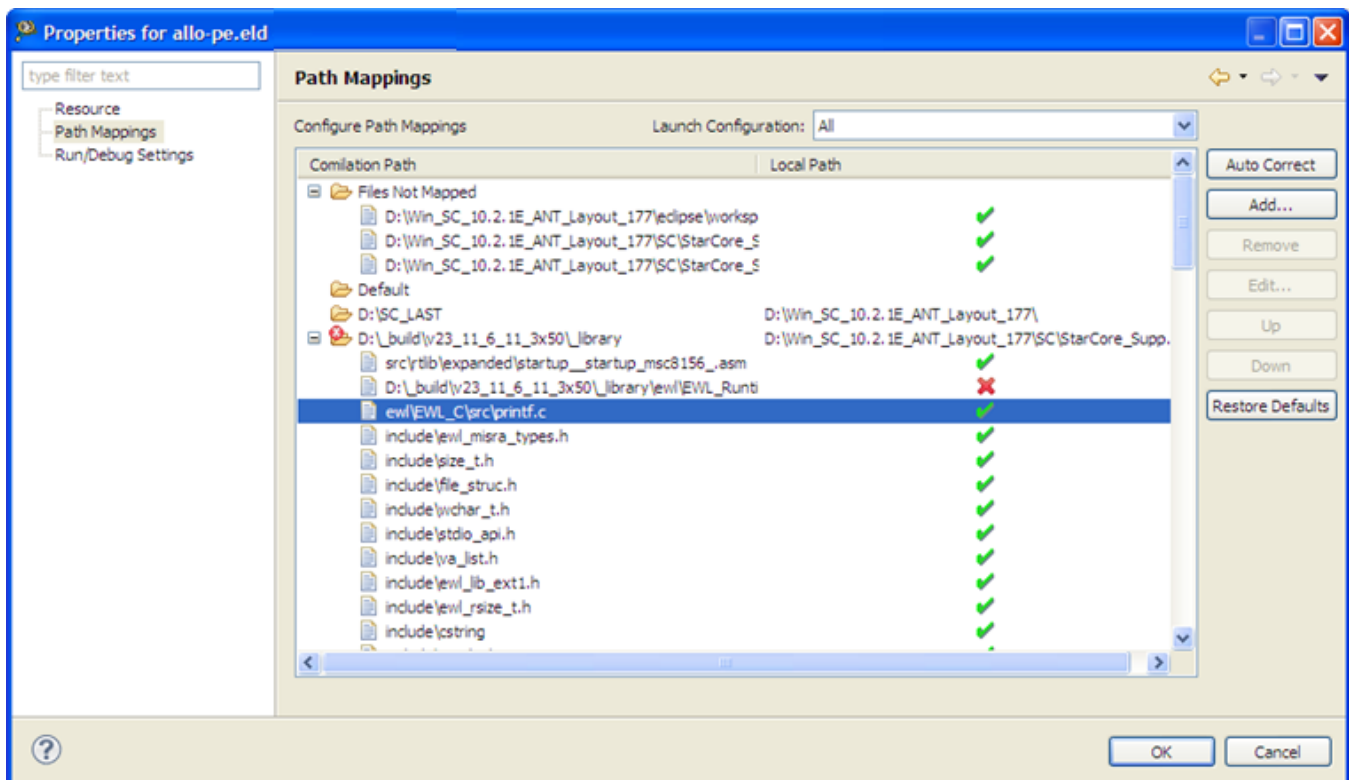 Properties for allo-pe.eld
type filter text
Resource
Path Mappings
Run/Debug Settings
Path Mappings
Configure Path Mappings Launch Configuration: All
Comilation Path Local Path
Files Not Mapped
D:\Win_SC_10.2.1E_ANT_Layout_177\eclipse\worksp
D:\Win_SC_10.2.1E_ANT_Layout_177\SC\StarCore_S
D:\Win_SC_10.2.1E_ANT_Layout_177\SC\StarCore_S
Default
D:\SC_LAST D:\Win_SC_10.2.1E_ANT_Layout_177\
D:\_build\v23_11_6_11_3x50\_library D:\Win_SC_10.2.1E_ANT_Layout_177\SC\StarCore_Supp.
src\rtlib\expanded\startup__startup_msc8156_.asm
D:\_build\v23_11_6_11_3x50\_library\ewl\EWL_Runti
ewl\EWL_C\src\printf.c
include\ewl_misra_types.h
include\size_t.h
include\file_struc.h
include\wchar_t.h
include\stdio_api.h
include\va_list.h
include\ewl_lib_ext1.h
include\ewl_rsize_t.h
include\cstring
Auto Correct
Add...
Remove
Edit...
Up
Down
Restore Defaults
OK Cancel